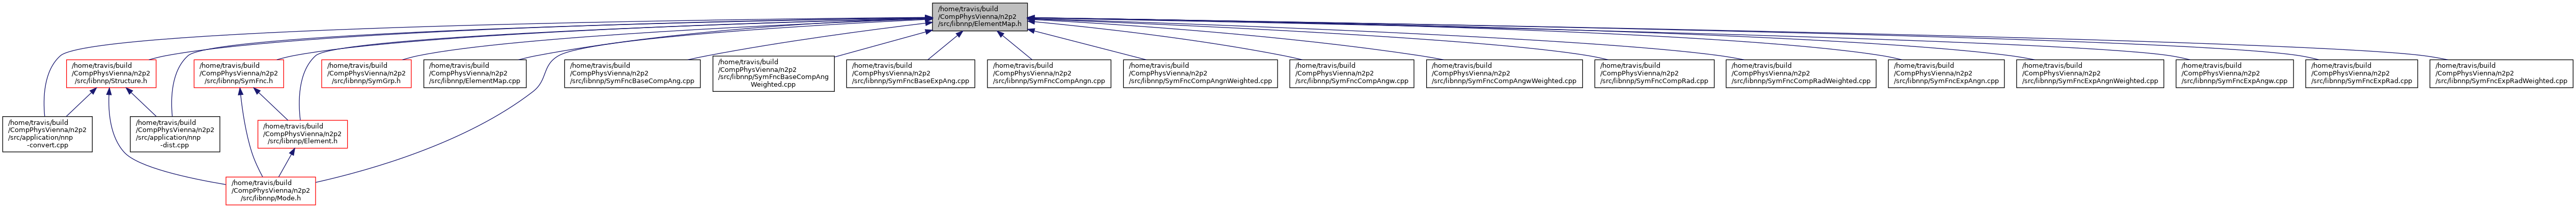 /home/travis/build
/CompPhysVienna/n2p2
/src/libnnp/ElementMap.h
/home/travis/build
/CompPhysVienna/n2p2
/src/libnnp/Structure.h
/home/travis/build
/CompPhysVienna/n2p2
/src/libnnp/SymFnc.h
/home/travis/build
/CompPhysVienna/n2p2
/src/libnnp/SymGrp.h
/home/travis/build
/CompPhysVienna/n2p2
/src/libnnp/ElementMap.cpp
/home/travis/build
/CompPhysVienna/n2p2
/src/libnnp/SymFncBaseCompAng.cpp
/home/travis/build
/CompPhysVienna/n2p2
/src/libnnp/SymFncBaseCompAng
Weighted.cpp
/home/travis/build
/CompPhysVienna/n2p2
/src/libnnp/SymFncBaseExpAng.cpp
/home/travis/build
/CompPhysVienna/n2p2
/src/libnnp/SymFncCompAngn.cpp
/home/travis/build
/CompPhysVienna/n2p2
/src/libnnp/SymFncCompAngnWeighted.cpp
/home/travis/build
/CompPhysVienna/n2p2
/src/libnnp/SymFncCompAngw.cpp
/home/travis/build
/CompPhysVienna/n2p2
/src/libnnp/SymFncCompAngwWeighted.cpp
/home/travis/build
/CompPhysVienna/n2p2
/src/libnnp/SymFncCompRad.cpp
/home/travis/build
/CompPhysVienna/n2p2
/src/libnnp/SymFncCompRadWeighted.cpp
/home/travis/build
/CompPhysVienna/n2p2
/src/libnnp/SymFncExpAngn.cpp
/home/travis/build
/CompPhysVienna/n2p2
/src/libnnp/SymFncExpAngnWeighted.cpp
/home/travis/build
/CompPhysVienna/n2p2
/src/libnnp/SymFncExpAngw.cpp
/home/travis/build
/CompPhysVienna/n2p2
/src/libnnp/SymFncExpRad.cpp
/home/travis/build
/CompPhysVienna/n2p2
/src/libnnp/SymFncExpRadWeighted.cpp
/home/travis/build
/CompPhysVienna/n2p2
/src/application/nnp
-convert.cpp
/home/travis/build
/CompPhysVienna/n2p2
/src/application/nnp
-dist.cpp
/home/travis/build
/CompPhysVienna/n2p2
/src/libnnp/Element.h
/home/travis/build
/CompPhysVienna/n2p2
/src/libnnp/Mode.h